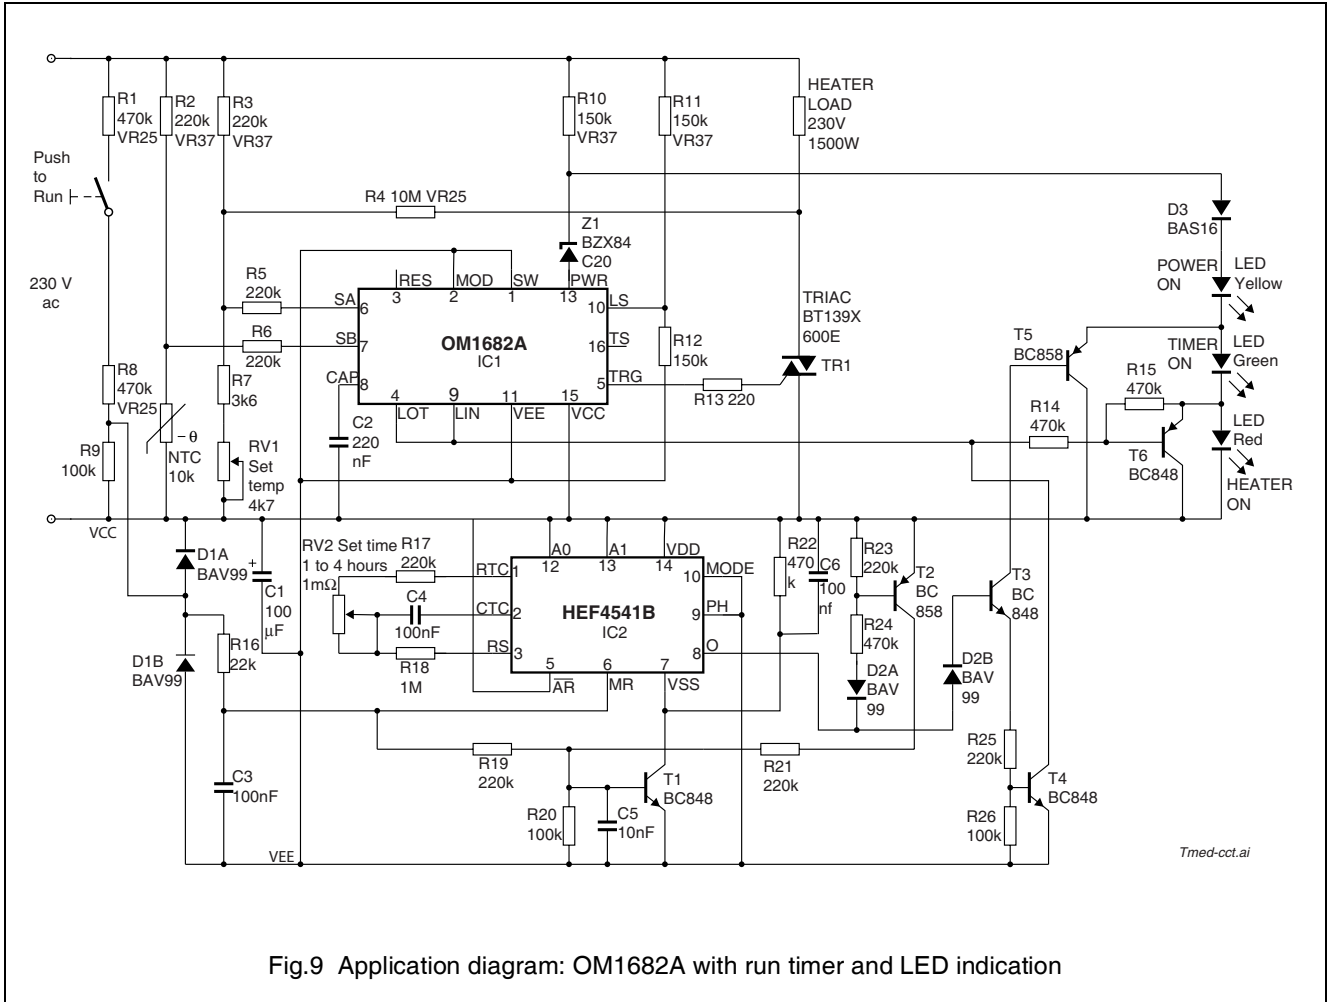 R1
470k
VR25
R2
220k
VR37
R3
220k
VR37
R10
150k
VR37
R11
150k
VR37
HEATER
LOAD
230V
1500W
Push
to
Run
R4 10M VR25
D3
BAS16
Z1
BZX84
C20
230 V
ac
R5
220k
RES
3
MOD
2
SW
1
PWR
13
POWER
ON
LED
Yellow
SA
6
LS
10
TRIAC
BT139X
600E
R6
220k
SB
7
OM1682A
IC1
TS
16
R12
150k
T5
BC858
TIMER
ON
LED
Green
TR1
R8
470k
VR25
R7
3k6
CAP
8
TRG
5
R13 220
R15
470k
4
LOT
9
LIN
11
VEE
15
VCC
R14
470k
LED
Red
C2
220
nF
R9
100k
– θ
NTC
10k
RV1
Set
temp
4k7
T6
BC848
HEATER
ON
VCC
D1A
BAV99
+
C1
100
µF
RV2 Set time
1 to 4 hours
1mΩ
R17
220k
A0
12
A1
13
VDD
14
RTC
1
MODE
10
R22
470
k
C6
100
nf
R23
220k
T2
BC
858
T3
BC
848
C4
100nF
CTC
2
HEF4541B
IC2
PH
9
R24
470k
RS
3
O
8
R16
22k
D1B
BAV99
R18
1M
5
AR
6
MR
7
VSS
D2A
BAV
99
D2B
BAV
99
R19
220k
R21
220k
R25
220k
C3
100nF
T1
BC848
T4
BC848
R20
100k
C5
10nF
R26
100k
VEE
Tmed-cct.ai
Fig.9 Application diagram: OM1682A with run timer and LED indication